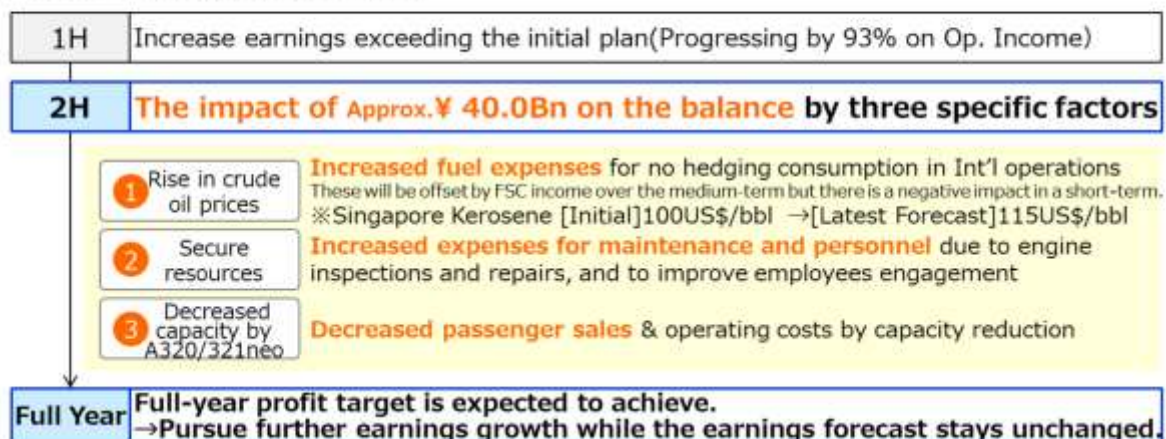 1H
Increase earnings exceeding the initial plan(Progressing by 93% on Op. Income)
2H
The impact of Approx.¥ 40.0Bn on the balance by three specific factors
1
Rise in crude
oil prices
Increased fuel expenses for no hedging consumption in Int'l operations
These will be offset by FSC income over the medium-term but there is a negative impact in a short-term.
※Singapore Kerosene [Initial]100US$/bbl →[Latest Forecast]115US$/bbl
2
Secure
resources
Increased expenses for maintenance and personnel due to engine
inspections and repairs, and to improve employees engagement
3
Decreased
capacity by
A320/321neo
Decreased passenger sales & operating costs by capacity reduction
Full Year
Full-year profit target is expected to achieve.
→Pursue further earnings growth while the earnings forecast stays unchanged.